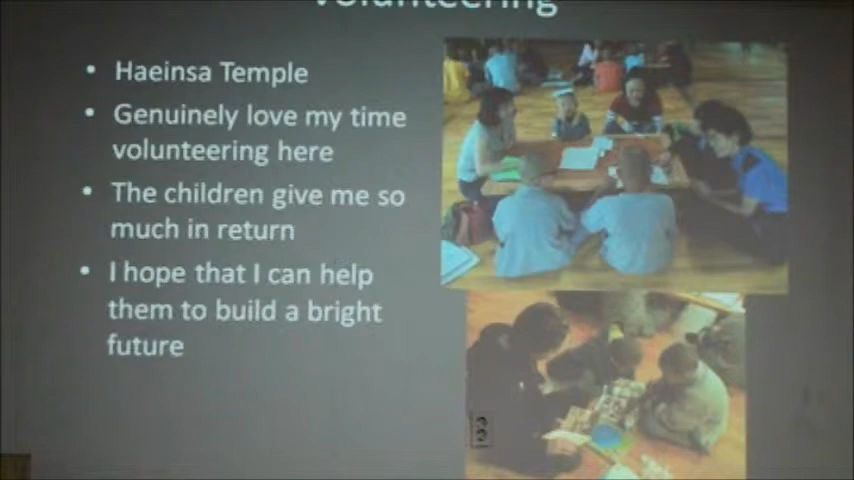 volunteering
Haeinsa Temple
Genuinely love my time
volunteering here
The children give me so
much in return
I hope that I can help
them to build a bright
future